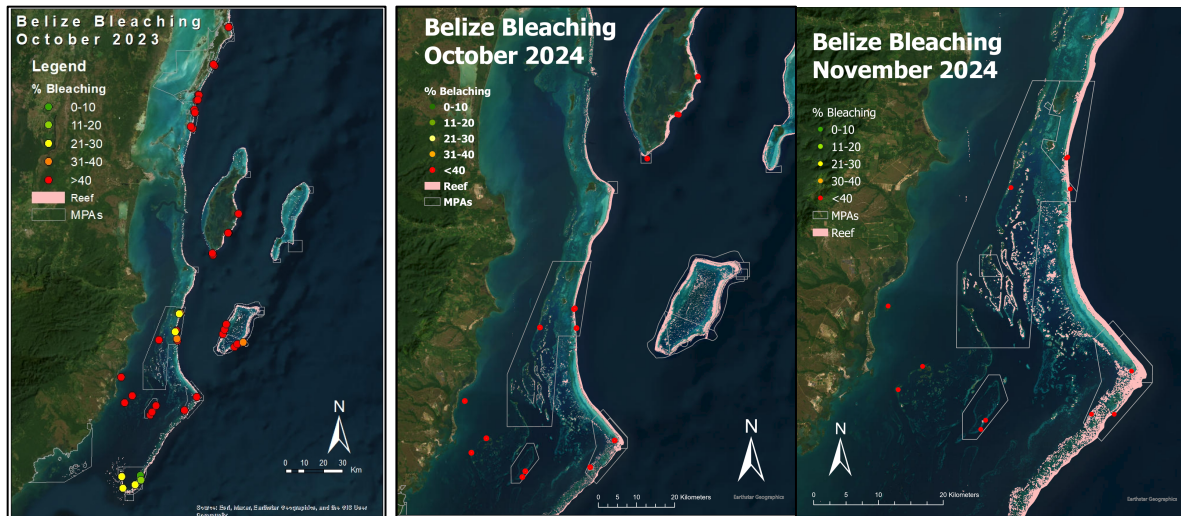 Belize Bleaching
October 2023
Legend
% Bleaching
0-10
11-20
21-30
31-40
>40
Reef
MPAs
N
0 5 10 20 30
Km
Belize Bleaching
October 2024
% Belaching
0-10
11-20
21-30
31-40
<40
Reef
MPAs
N
0 5 10 20 Kilometers
Earthstar Geographics
Belize Bleaching
November 2024
% Bleaching
0-10
11-20
21-30
30-40
<40
MPAs
Reef
N
0 5 10 20 Kilometers
Earthstar Geographics